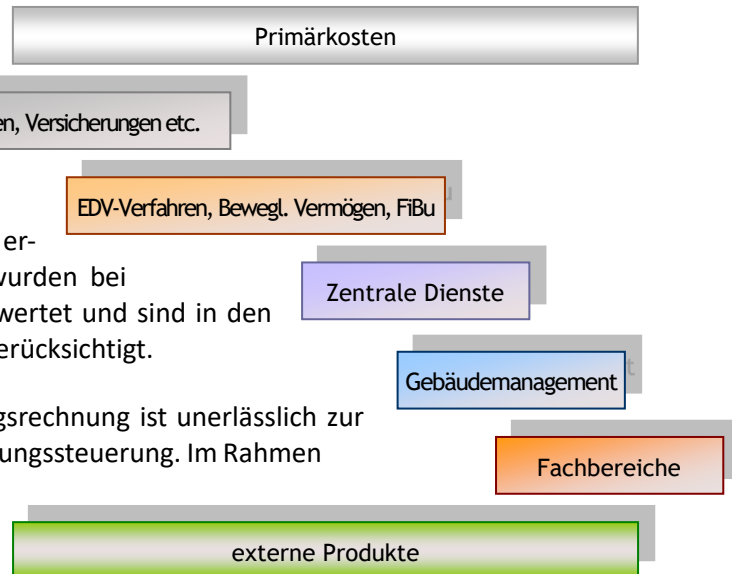 Primärkosten
en, Versicherungen etc.
EDV-Verfahren, Bewegl. Vermögen, FiBu
er-
wurden bei
Zentrale Dienste
wertet und sind in den
erücksichtigt.
Gebäudemanagement
gsrechnung ist unerlässlich zur
ungssteuerung. Im Rahmen
Fachbereiche
externe Produkte